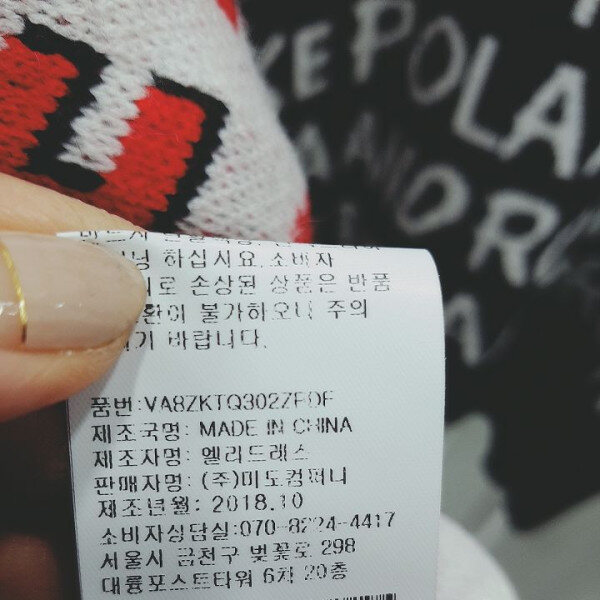 KE POLA
하십시요.소비자
로 손상된 상품은 반품
환이 불가하오니 주의
기 바랍니다.
품번:VA8ZKTQ302ZFDF
제조국명: MADE IN CHINA
제조자명: 엘리드래스
판매자명: (주)미도컴퍼니
제조년월: 2018.10
소비자상담실:070-8224-4417
서울시 금천구 벚꽃로 298
대륭포스트타워 6차 20층